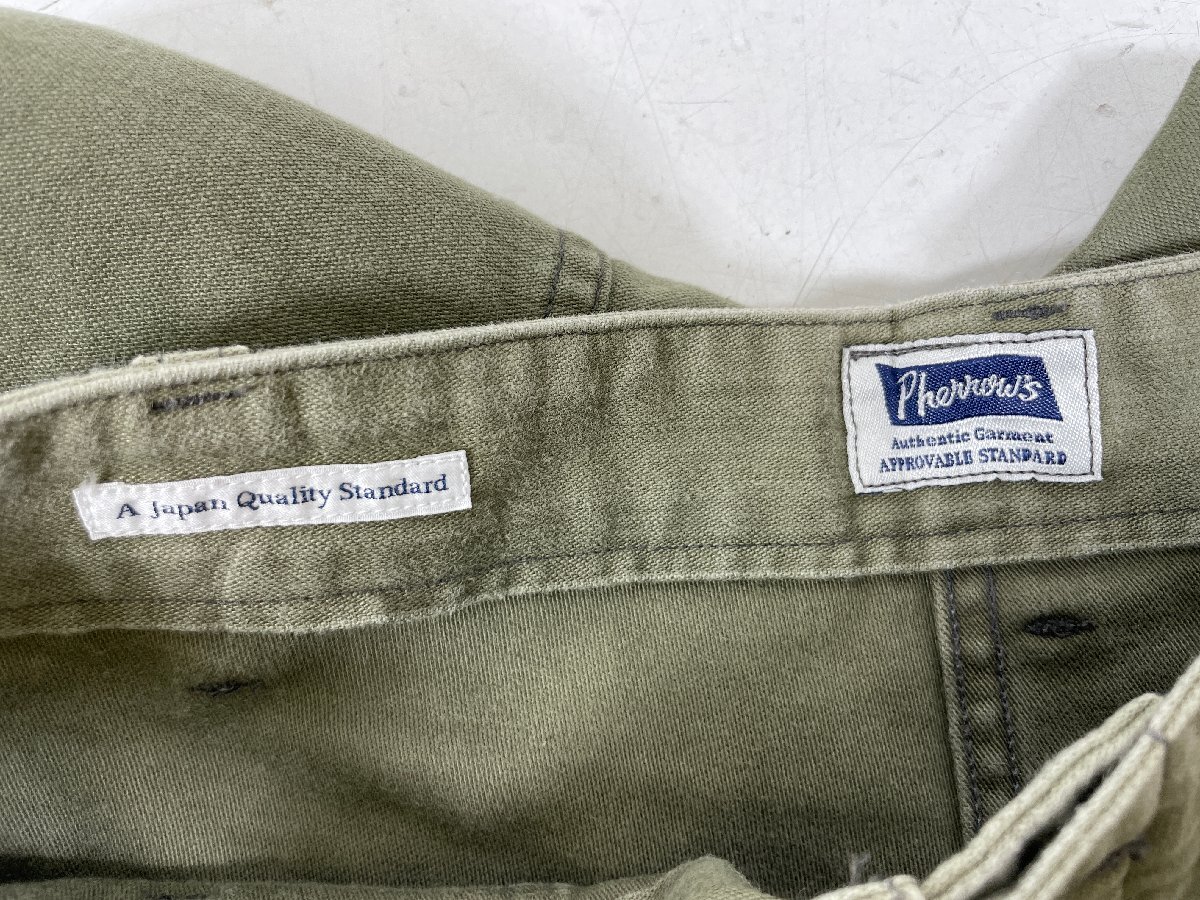 A Japan Quality Standard
Pherrow's
Authentic Garment
APPROVABLE STANDARD